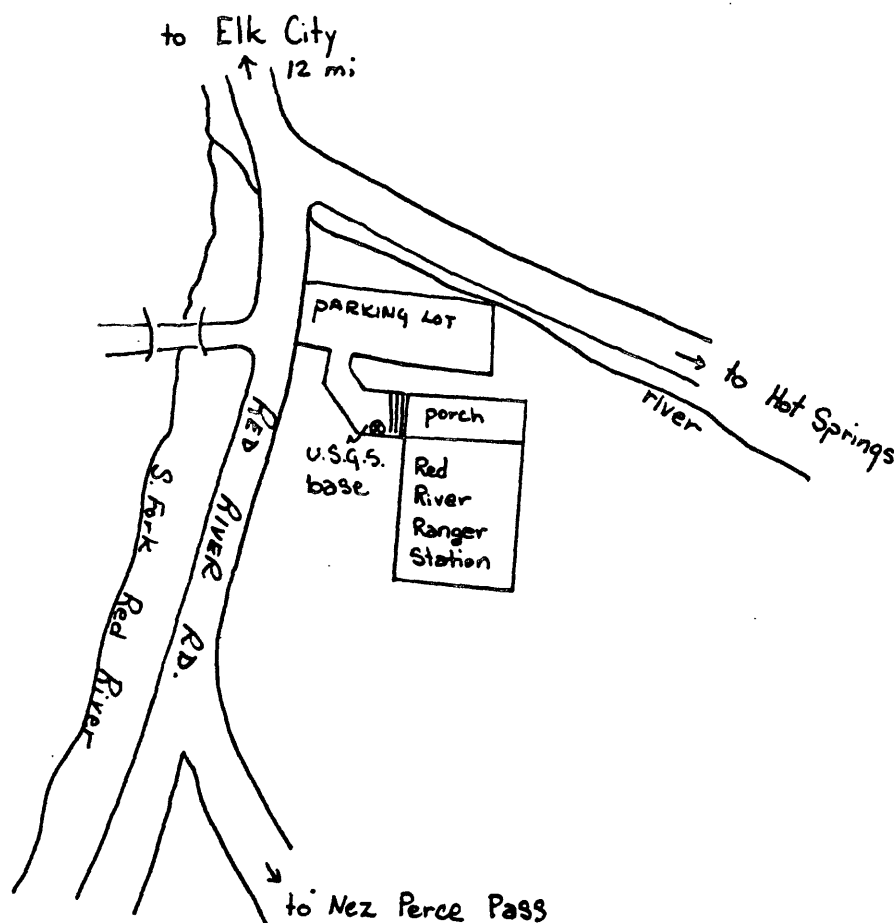 to Elk City
12 mi
PARKING LOT
to Hot Springs
river
porch
U.S.G.S.
base
Red
River
Ranger
Station
RED RIVER RD.
S. Fork Red River
to Nez Perce Pass